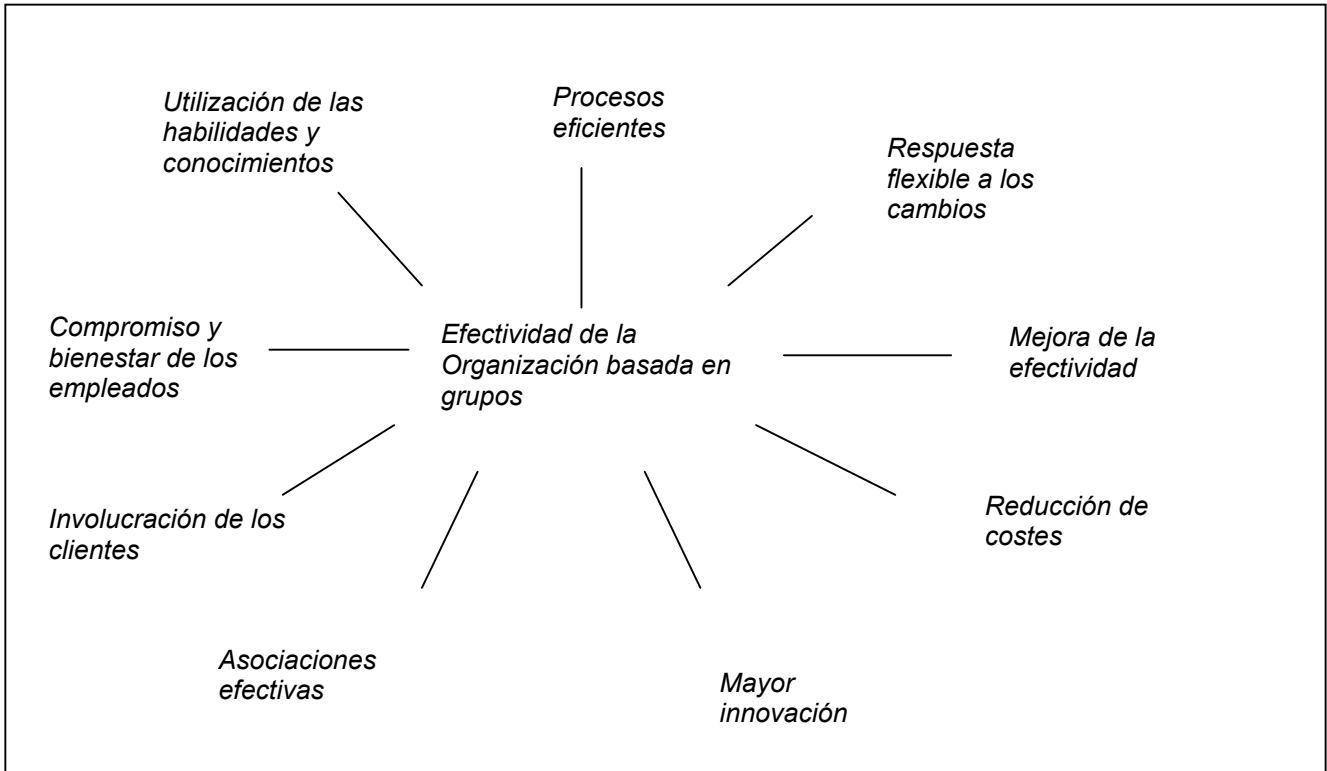 Utilización de las
habilidades y
conocimientos
Procesos
eficientes
Respuesta
flexible a los
cambios
Compromiso y
bienestar de los
empleados
Efectividad de la
Organización basada en
grupos
Mejora de la
efectividad
Involucración de los
clientes
Reducción de
costes
Asociaciones
efectivas
Mayor
innovación